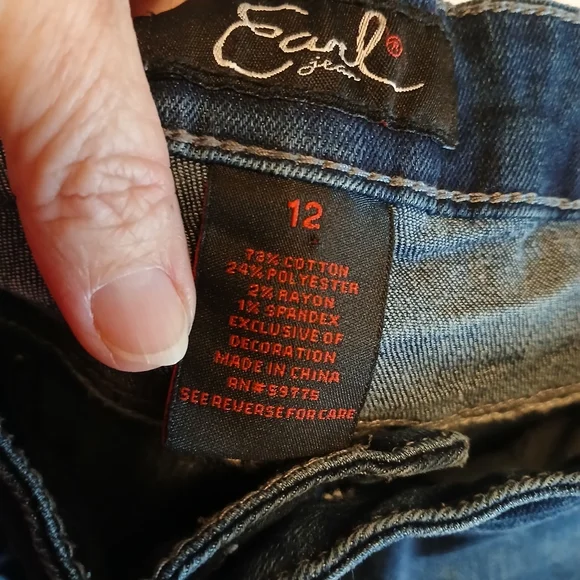 Earl ®
jean
12
P
73% COTTON
24% POLYESTER
2% RAYON
1% SPANDEX
EXCLUSIVE OF
DECORATION
MADE IN CHINA
RN# 59775
SEE REVERSE FOR CARE